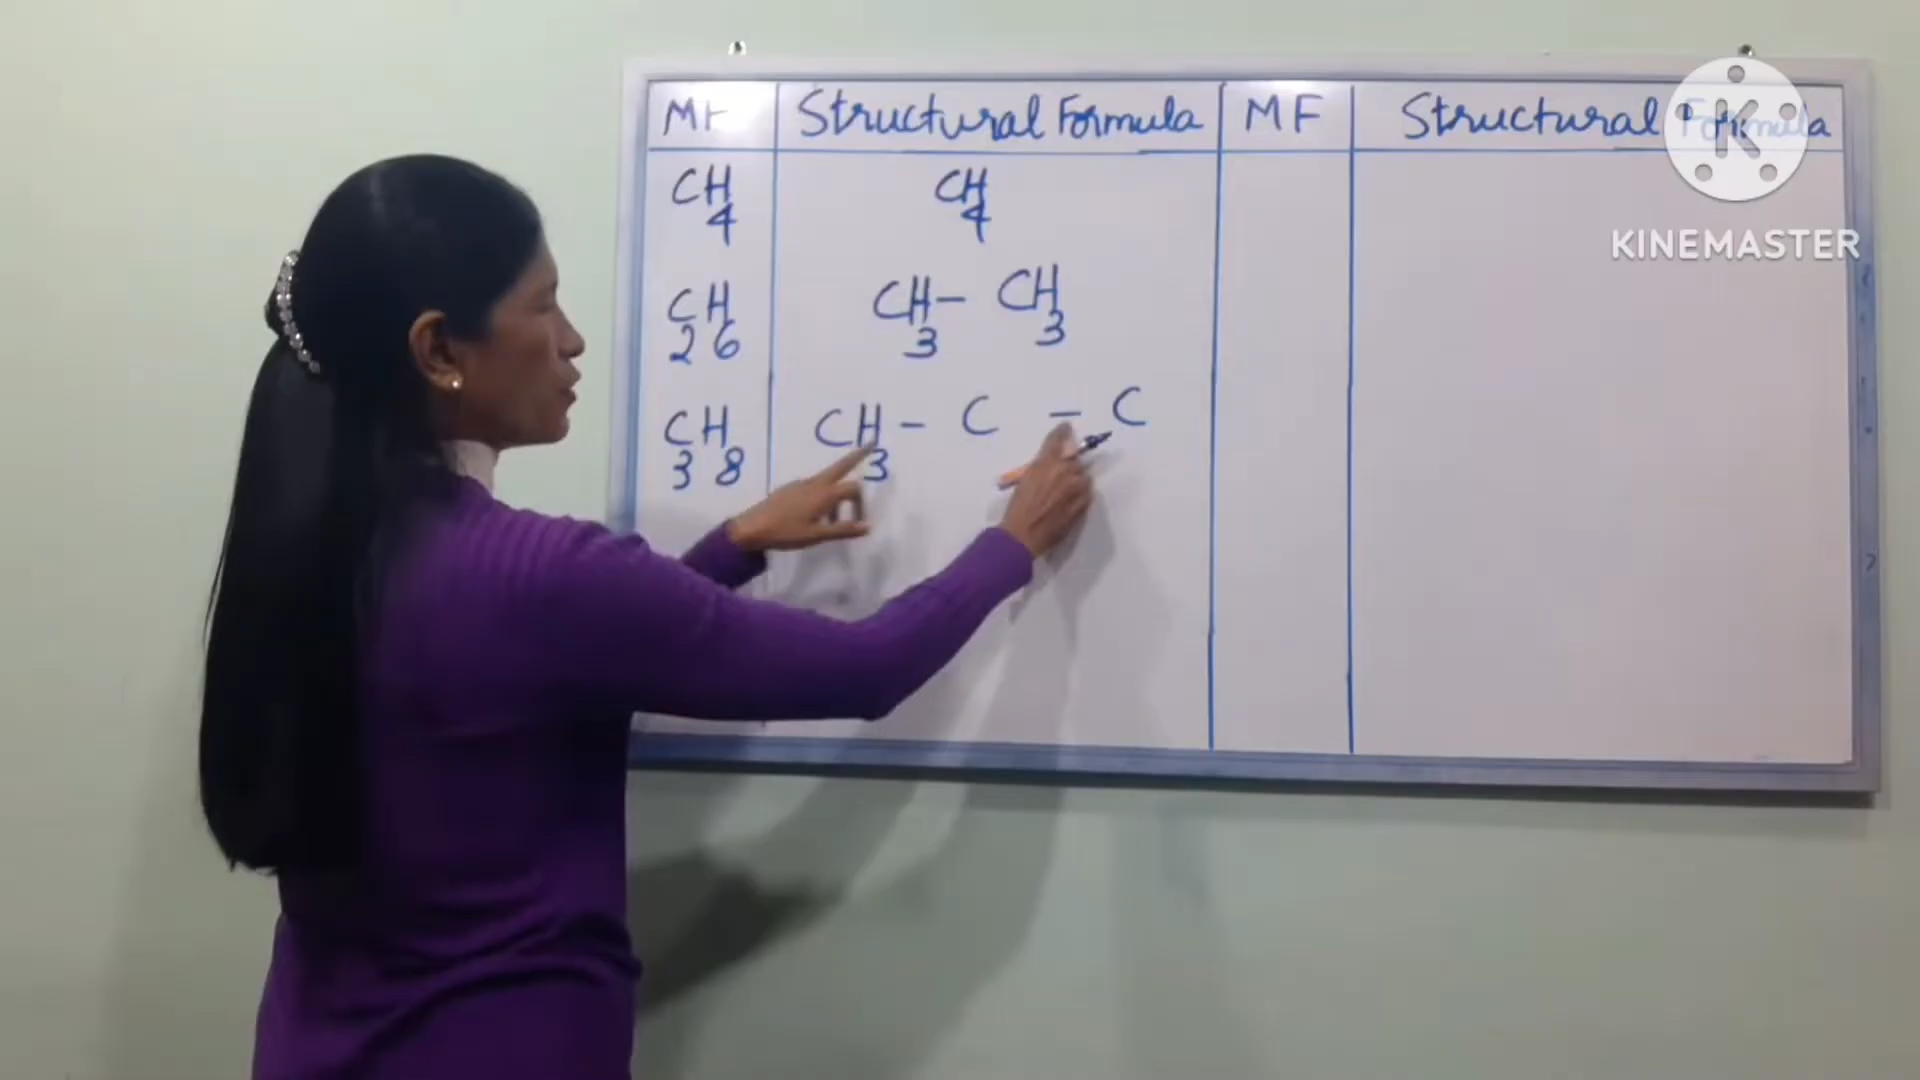 MF Structural Formula MF Structural Formula
CH4 CH4
C2H6 CH3 – CH3
C3H8 CH3 – C – C
K
KINEMASTER